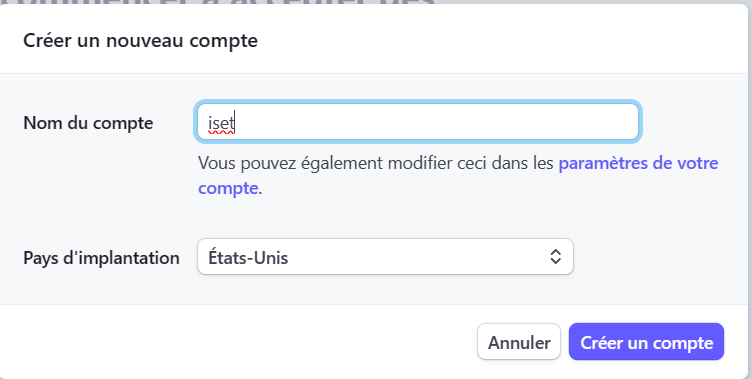 Créer un nouveau compte
Nom du compte
iset
Vous pouvez également modifier ceci dans les paramètres de votre
compte.
Pays d'implantation
États-Unis
Annuler
Créer un compte